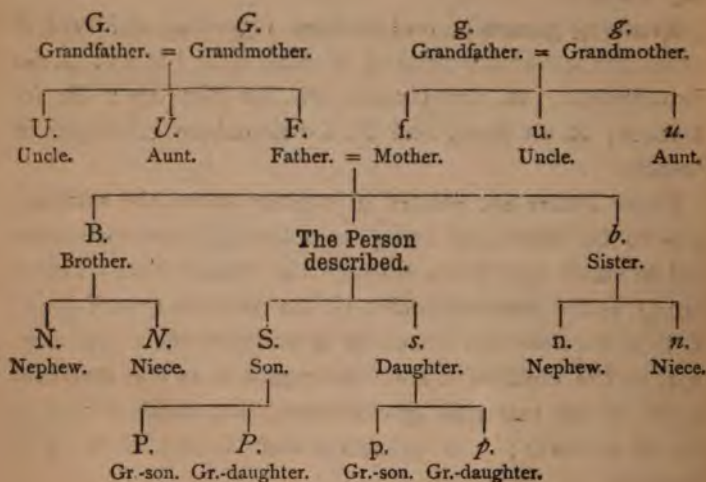 G. G. g. g.
Grandfather. = Grandmother. Grandfather. = Grandmother.
U. U. F. f. u. u.
Uncle. Aunt. Father. = Mother. Uncle. Aunt.
B. The Person b.
Brother. described. Sister.
N. N. S. s. n. n.
Nephew. Niece. Son. Daughter. Nephew. Niece.
P. P. p. p.
Gr.-son. Gr.-daughter. Gr.-son. Gr.-daughter.